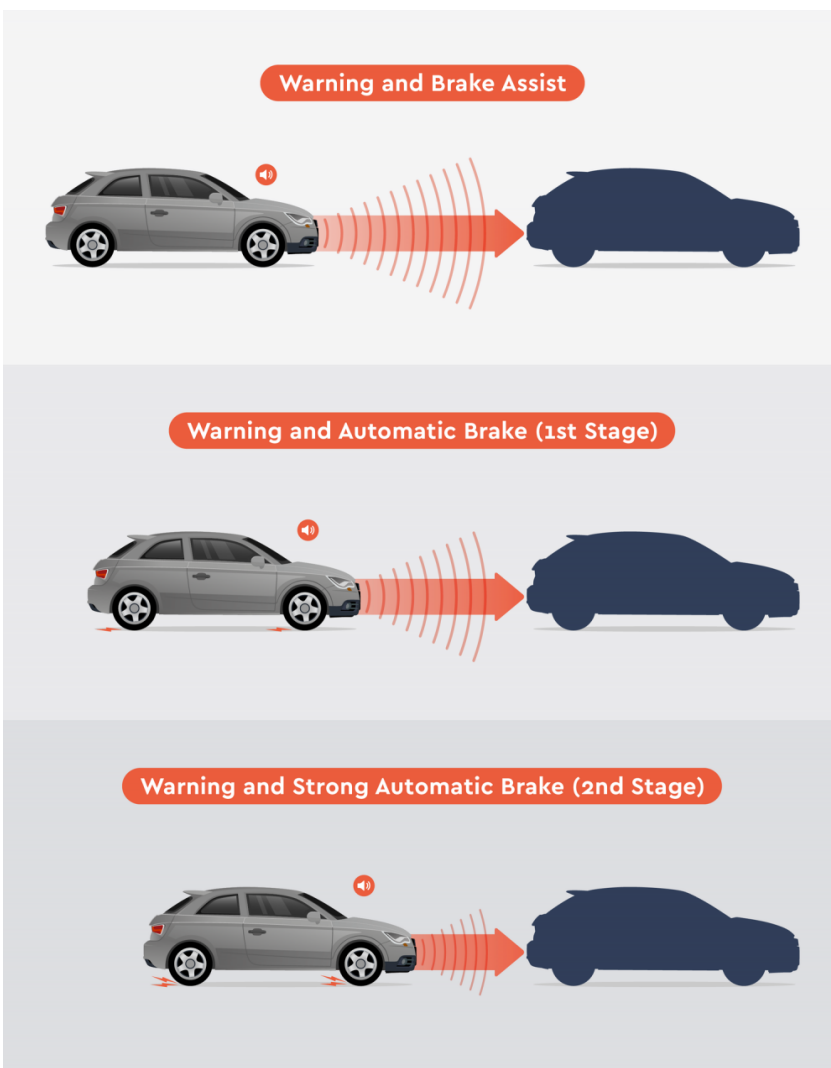 Warning and Brake Assist
Warning and Automatic Brake (1st Stage)
Warning and Strong Automatic Brake (2nd Stage)